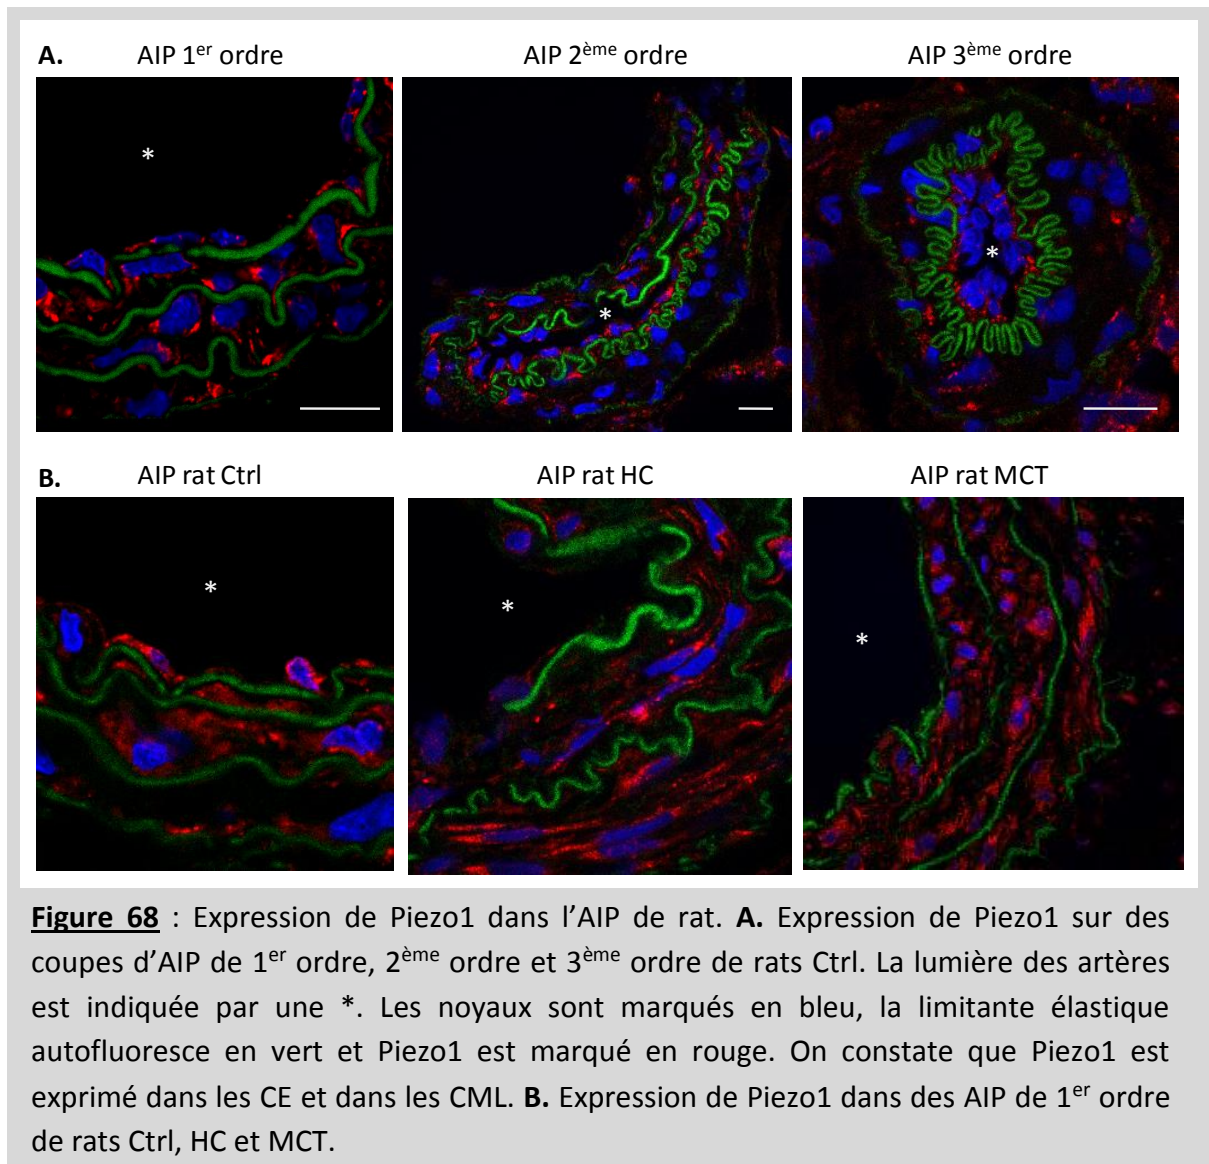 A. AIP 1er ordre AIP 2ème ordre AIP 3ème ordre
*
*
*
B. AIP rat Ctrl AIP rat HC AIP rat MCT
*
*
*
Figure 68 : Expression de Piezo1 dans l’AIP de rat. A. Expression de Piezo1 sur des
coupes d’AIP de 1er ordre, 2ème ordre et 3ème ordre de rats Ctrl. La lumière des artères
est indiquée par une *. Les noyaux sont marqués en bleu, la limitante élastique
autofluoresce en vert et Piezo1 est marqué en rouge. On constate que Piezo1 est
exprimé dans les CE et dans les CML. B. Expression de Piezo1 dans des AIP de 1er ordre
de rats Ctrl, HC et MCT.